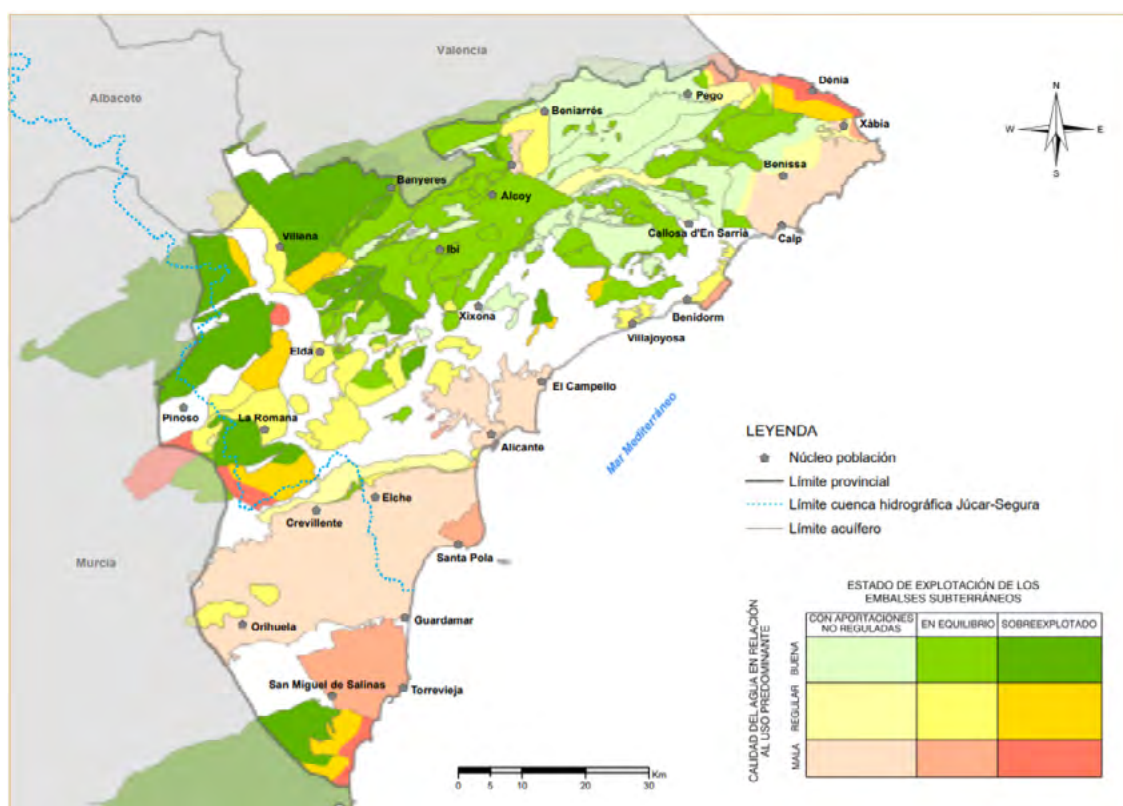 Valencia
Albacete
Murcia
Beniarrés
Pego
Dénia
Xàbia
Banyeres
Alcoy
Benissa
Villena
Ibi
Callosa d'En Sarrià
Calp
Xixona
Benidorm
Villajoyosa
Elda
El Campello
Pinoso
La Romana
Alicante
Mar Mediterráneo
Elche
Crevillente
Santa Pola
Orihuela
Guardamar
San Miguel de Salinas
Torrevieja
N
W
E
S
LEYENDA
Núcleo población
Límite provincial
Límite cuenca hidrográfica Júcar-Segura
Límite acuífero
ESTADO DE EXPLOTACIÓN DE LOS
EMBALSES SUBTERRÁNEOS
CON APORTACIONES
NO REGULADAS
EN EQUILIBRIO
SOBREEXPLOTADO
CALIDAD DEL AGUA EN RELACIÓN
AL USO PREDOMINANTE
BUENA
REGULAR
MALA
0 5 10 20 30
Km